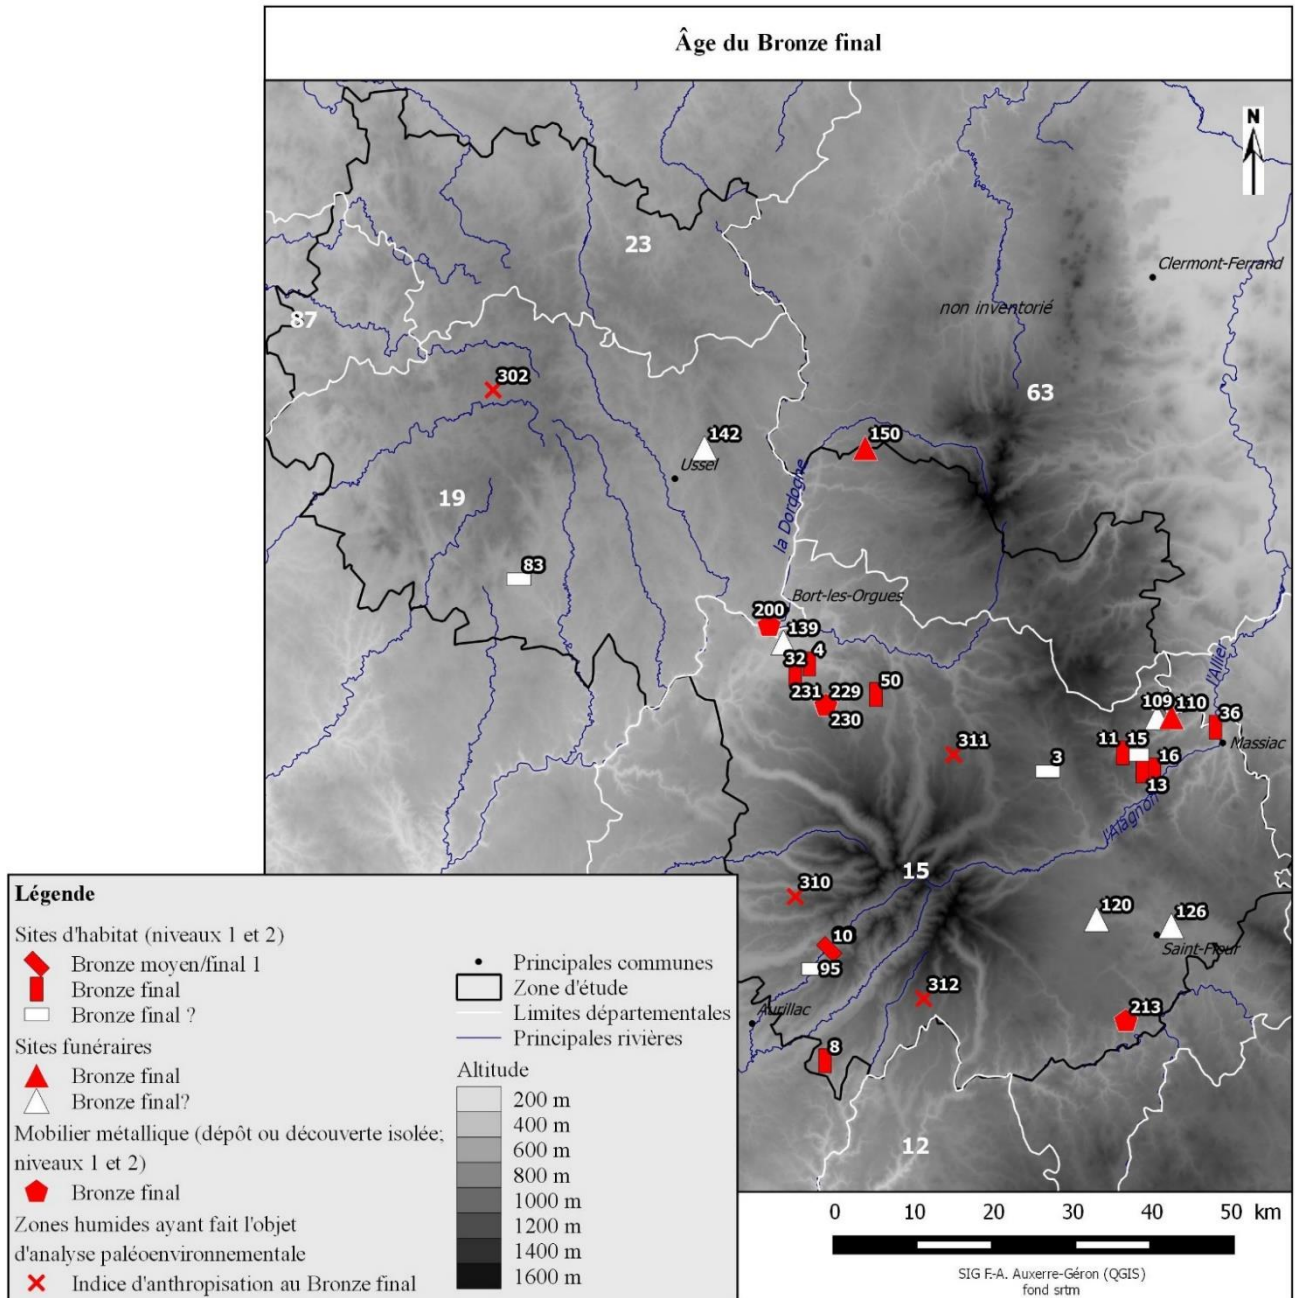 Âge du Bronze final
N
23
Clermont-Ferrand
non inventorié
87
302
63
142
150
Ussel
19
la Dordogne
83
Bort-les-Orgues
200
139
32 4
231 229 50
230
l'Allier
109 110
36
Massiac
311
11 15
3
16
13
l'Alagnon
15
310
120 126
10
Saint-Flour
95
312
213
Aurillac
8
12
Légende
Sites d'habitat (niveaux 1 et 2)
Bronze moyen/final 1
Bronze final
Bronze final ?
Sites funéraires
Bronze final
Bronze final?
Mobilier métallique (dépôt ou découverte isolée;
niveaux 1 et 2)
Bronze final
Zones humides ayant fait l'objet
d'analyse paléoenvironnementale
Indice d'anthropisation au Bronze final
Principales communes
Zone d'étude
Limites départementales
Principales rivières
Altitude
200 m
400 m
600 m
800 m
1000 m
1200 m
1400 m
1600 m
0 10 20 30 40 50 km
SIG F.-A. Auxerre-Géron (QGIS)
fond srtm